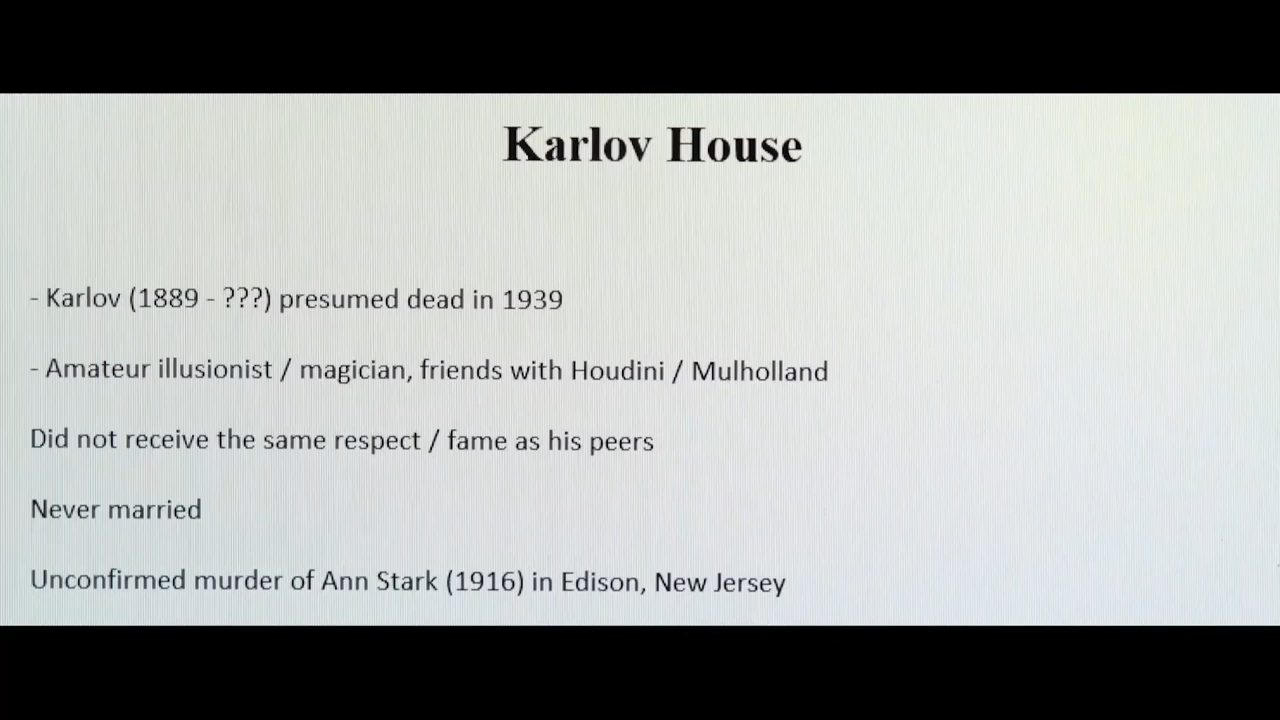 Karlov House
- Karlov (1889 - ???) presumed dead in 1939
- Amateur illusionist / magician, friends with Houdini / Mulholland
Did not receive the same respect / fame as his peers
Never married
Unconfirmed murder of Ann Stark (1916) in Edison, New Jersey